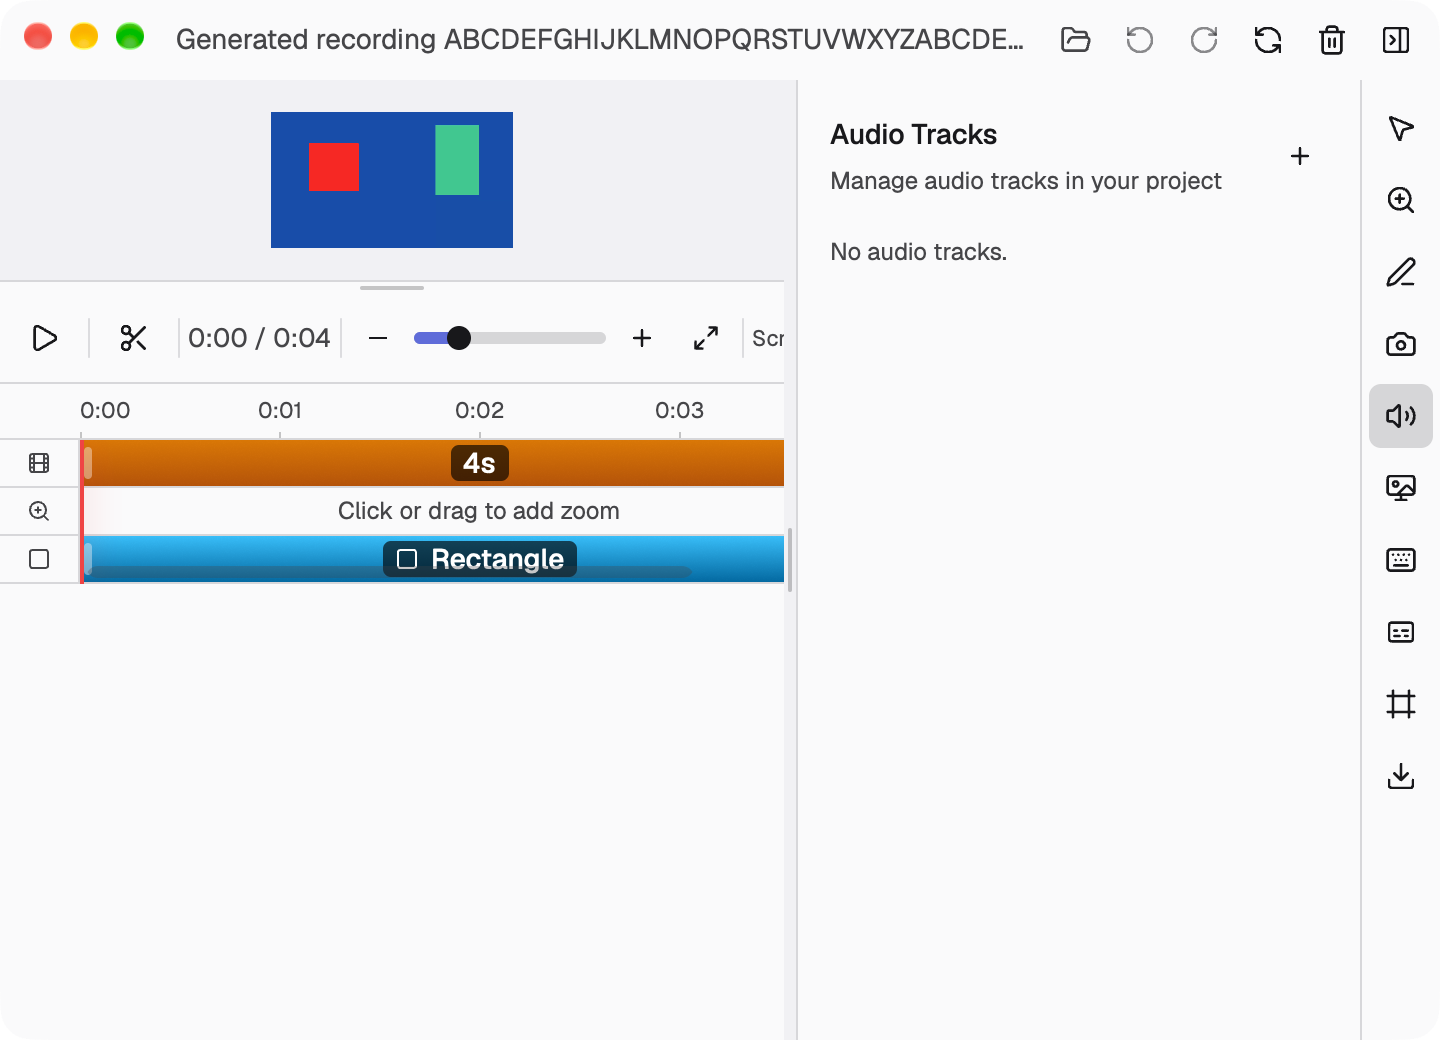 Generated recording ABCDEFGHIJKLMNOPQRSTUVWXYZABCDE...
Audio Tracks
Manage audio tracks in your project
No audio tracks.
0:00 / 0:04
Scr
0:00 0:01 0:02 0:03
4s
Click or drag to add zoom
Rectangle